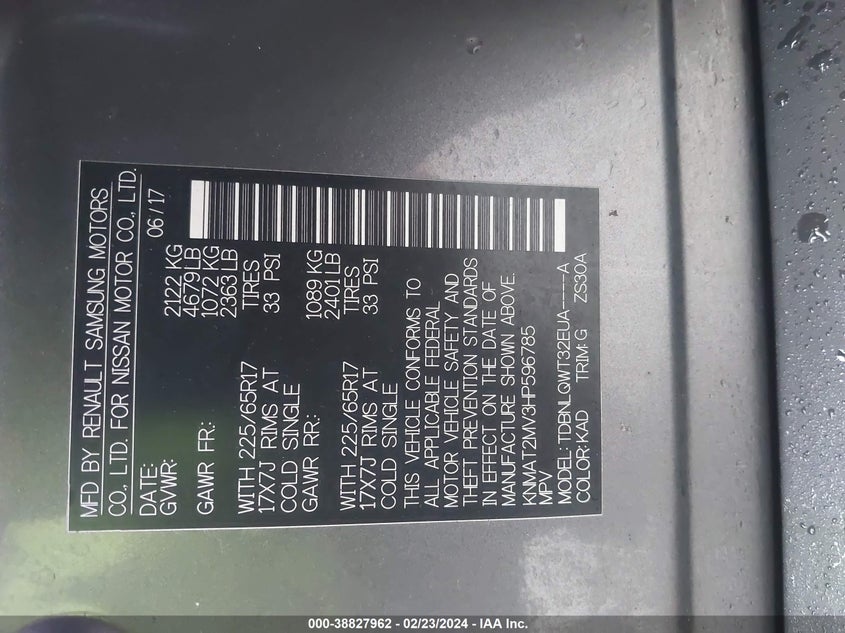 MFD BY RENAULT SAMSUNG MOTORS
CO., LTD. FOR NISSAN MOTOR CO., LTD.
DATE: 06/17
GVWR: 2122 KG
4679 LB
GAWR FR: 1072 KG
2363 LB
WITH 225/65R17 TIRES
17X7J RIMS AT 33 PSI
COLD SINGLE
GAWR RR: 1089 KG
2401 LB
WITH 225/65R17 TIRES
17X7J RIMS AT 33 PSI
COLD SINGLE
THIS VEHICLE CONFORMS TO
ALL APPLICABLE FEDERAL
MOTOR VEHICLE SAFETY AND
THEFT PREVENTION STANDARDS
IN EFFECT ON THE DATE OF
MANUFACTURE SHOWN ABOVE.
KNMAT2MV3HP596785
MPV
MODEL: TDBNLQWT32EUA-----A
COLOR: KAD TRIM: G ZS30A
000-38827962 - 02/23/2024 - IAA Inc.